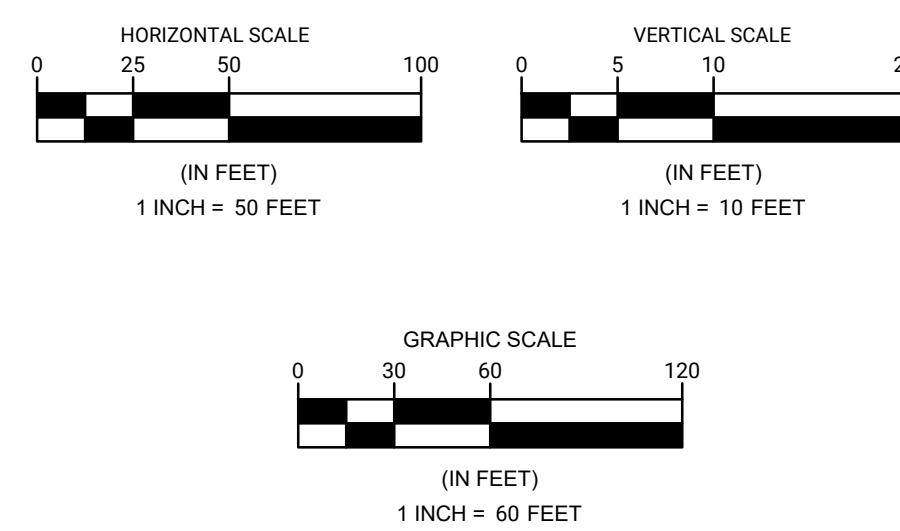 HORIZONTAL SCALE
0 25 50 100
(IN FEET)
1 INCH = 50 FEET
VERTICAL SCALE
0 5 10
(IN FEET)
1 INCH = 10 FEET
GRAPHIC SCALE
0 30 60 120
(IN FEET)
1 INCH = 60 FEET